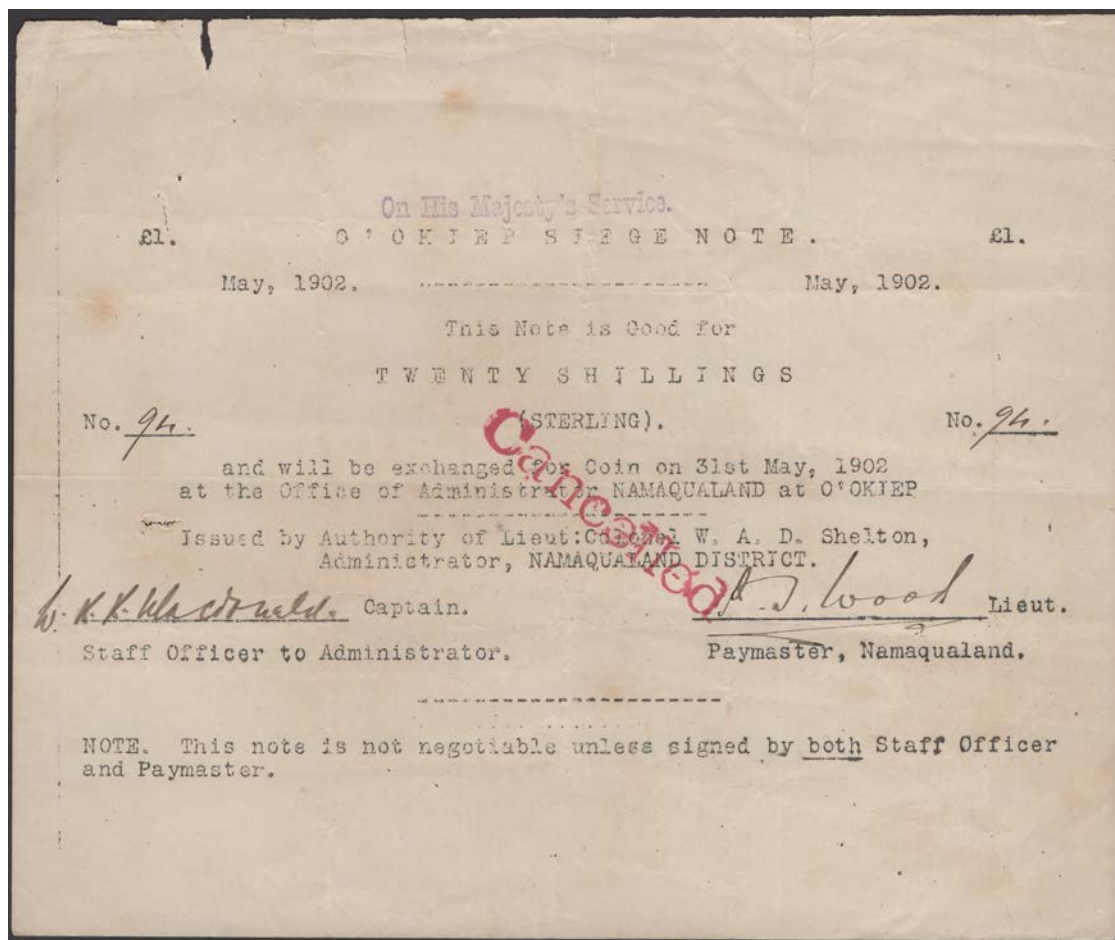 On His Majesty's Service.
£1. O'OKIEP SIEGE NOTE. £1.
May, 1902. May, 1902.
This Note is Good for
TWENTY SHILLINGS
No. 94. (STERLING). No. 94.
and will be exchanged for Coin on 31st May, 1902
at the Office of Administrator NAMAQUALAND at O'OKIEP
Cancelled
Issued by Authority of Lieut:Colonel W. A. D. Shelton,
Administrator, NAMAQUALAND DISTRICT.
W. K. K. Macdonald. Captain. Wood Lieut.
Staff Officer to Administrator. Paymaster, Namaqualand.
NOTE. This note is not negotiable unless signed by both Staff Officer
and Paymaster.